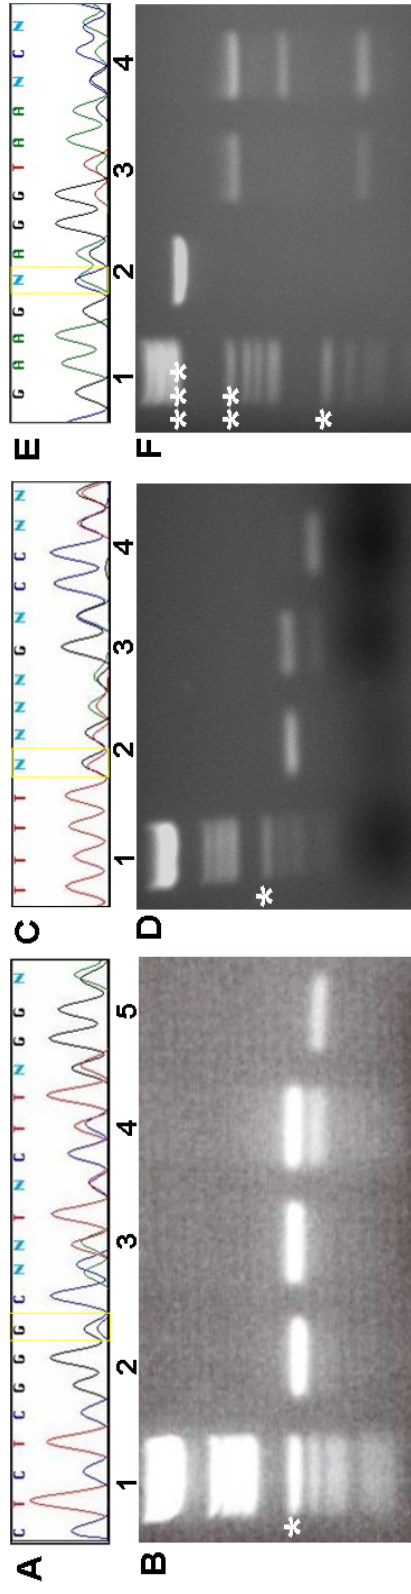 A
C T C T C G G G C N N T N C T T N G G N
B
1 2 3 4 5
*
C
T T T T N N N N G N C C N N
D
1 2 3 4
*
E
G A A G N A G G T A A N C N
F
1 2 3 4
***
**
*